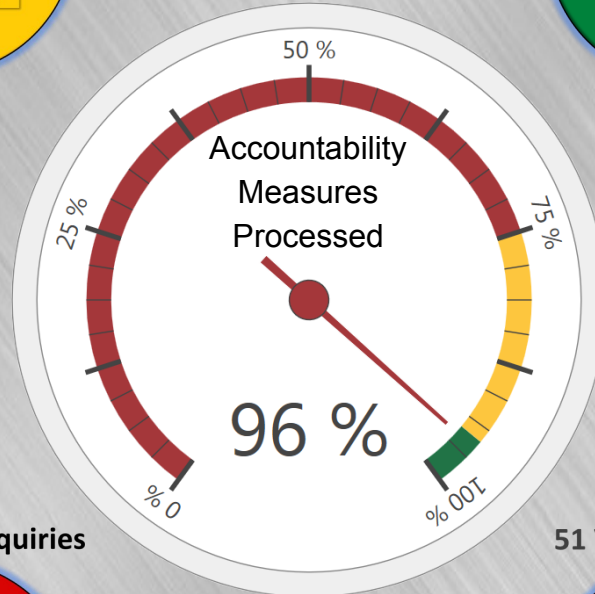 50 %
Accountability
Measures
Processed
25 %
75 %
96 %
0 %
100 %
quiries
51